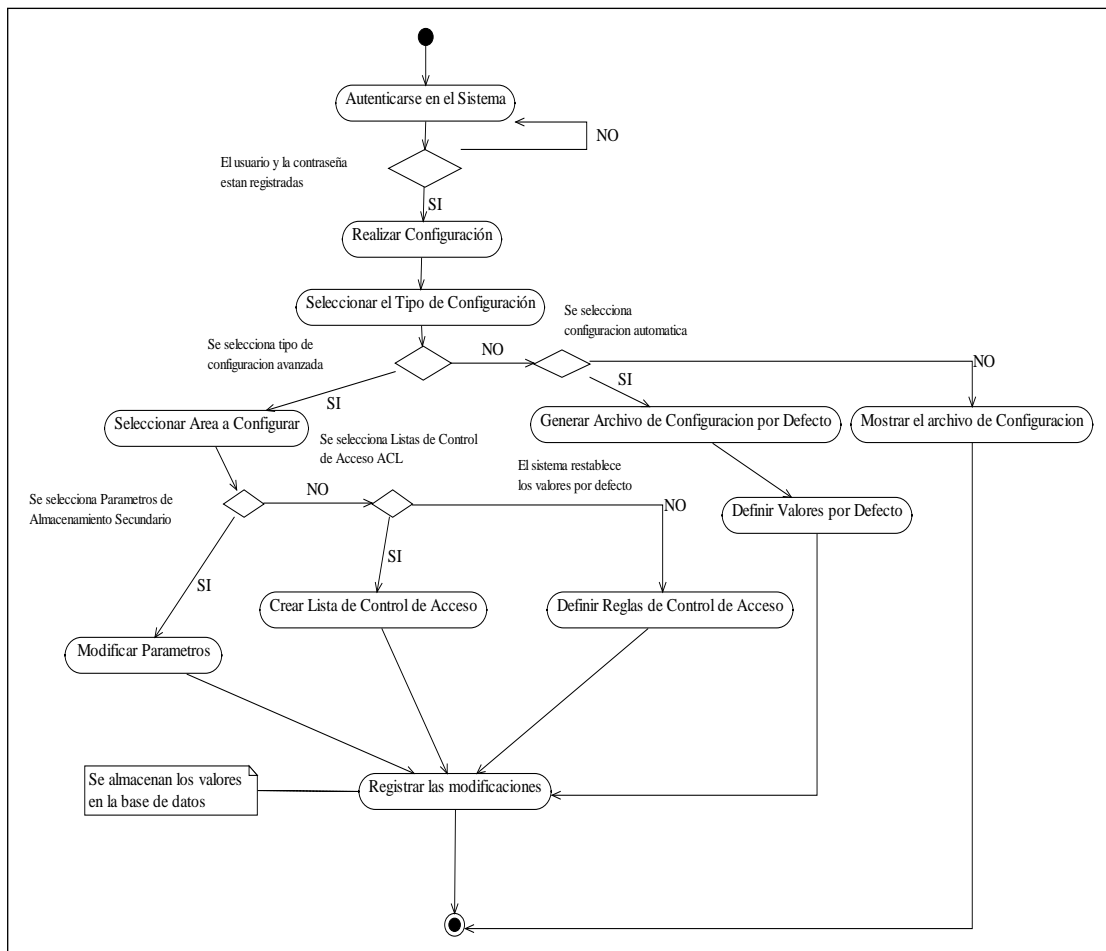 Autenticarse en el Sistema
NO
El usuario y la contraseña
estan registradas
SI
Realizar Configuración
Seleccionar el Tipo de Configuración
Se selecciona
configuracion automatica
Se selecciona tipo de
configuracion avanzada
NO
NO
SI
SI
Seleccionar Area a Configurar
Generar Archivo de Configuracion por Defecto
Mostrar el archivo de Configuracion
Se selecciona Listas de Control
de Acceso ACL
El sistema restablece
los valores por defecto
Se selecciona Parametros de
Almacenamiento Secundario
NO
NO
Definir Valores por Defecto
SI
SI
Crear Lista de Control de Acceso
Definir Reglas de Control de Acceso
Modificar Parametros
Se almacenan los valores
en la base de datos
Registrar las modificaciones